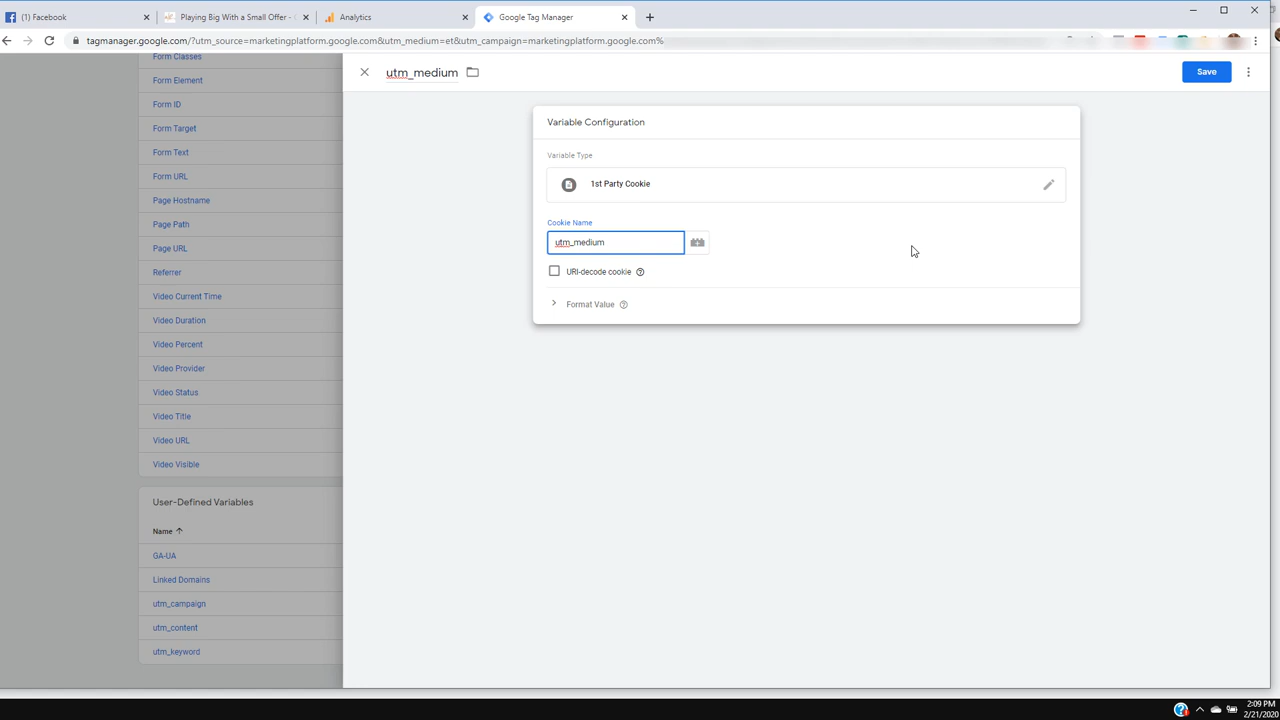 (1) Facebook
Playing Big With a Small Offer - C
Analytics
Google Tag Manager
tagmanager.google.com/?utm_source=marketingplatform.google.com&utm_medium=et&utm_campaign=marketingplatform.google.com%
Form Classes
Form Element
Form ID
Form Target
Form Text
Form URL
Page Hostname
Page Path
Page URL
Referrer
Video Current Time
Video Duration
Video Percent
Video Provider
Video Status
Video Title
Video URL
Video Visible
User-Defined Variables
Name
GA-UA
Linked Domains
utm_campaign
utm_content
utm_keyword
utm_medium
Save
Variable Configuration
Variable Type
1st Party Cookie
Cookie Name
utm_medium
URI-decode cookie
Format Value
2:09 PM
2/21/2020